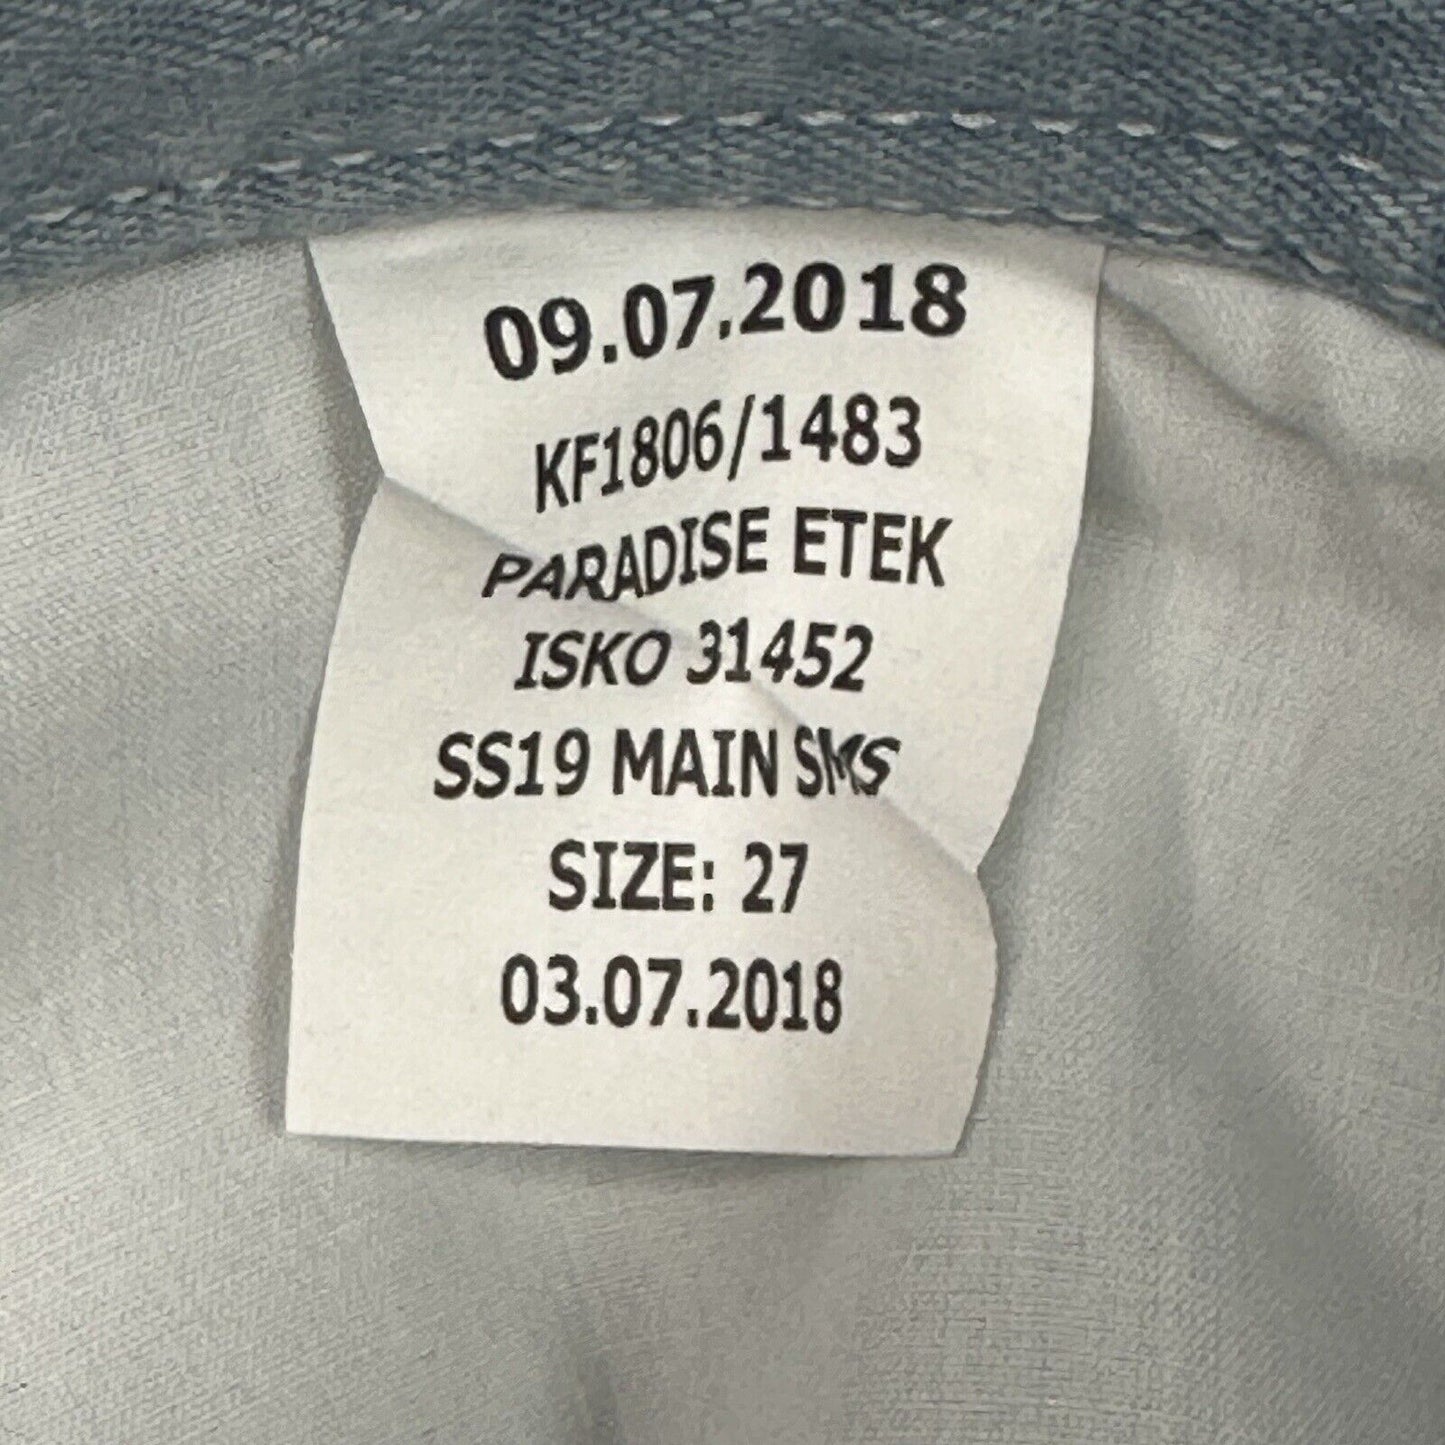 09.07.2018
KF1806/1483
PARADISE ETEK
ISKO 31452
SS19 MAIN SMS
SIZE: 27
03.07.2018